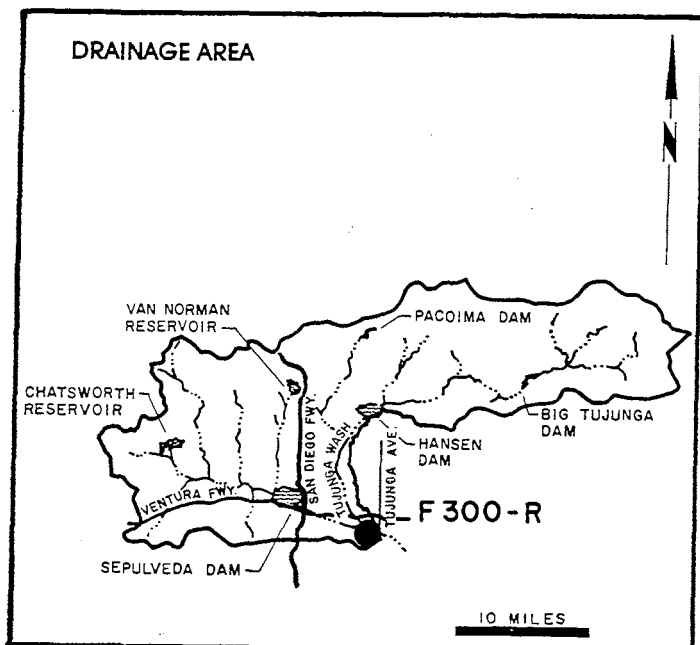 DRAINAGE AREA
N
VAN NORMAN
RESERVOIR
PACOIMA DAM
CHATSWORTH
RESERVOIR
SAN DIEGO FWY.
TUJUNGA WASH
TUJUNGA AVE.
HANSEN
DAM
BIG TUJUNGA
DAM
VENTURA FWY.
F300-R
SEPULVEDA DAM
10 MILES